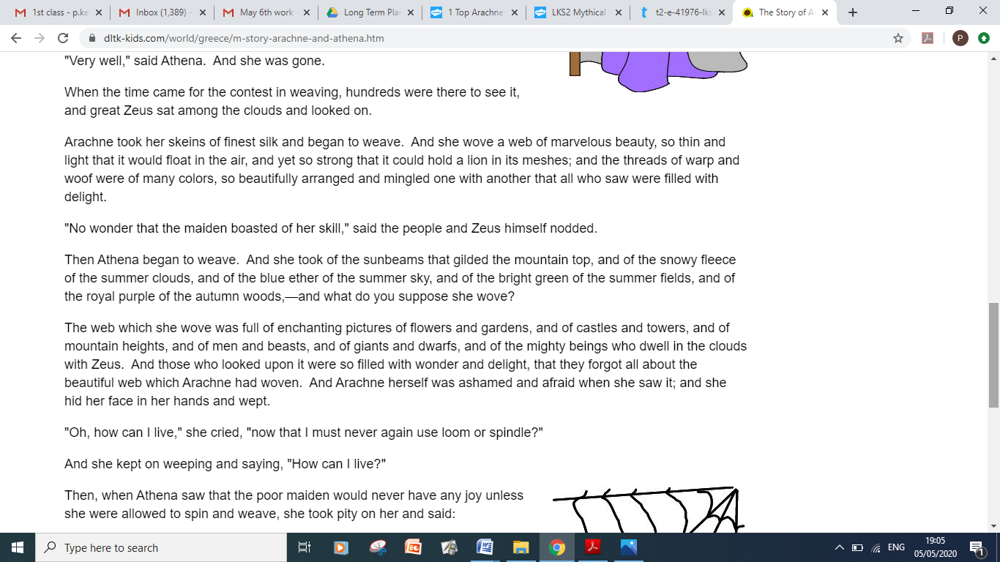 1st class - p.ke
Inbox (1,389) -
May 6th work
Long Term Pla
1 Top Arachne
LKS2 Mythical
t2-e-41976-lks
The Story of A
dltk-kids.com/world/greece/m-story-arachne-and-athena.htm
P
"Very well," said Athena.  And she was gone.
When the time came for the contest in weaving, hundreds were there to see it,
and great Zeus sat among the clouds and looked on.
Arachne took her skeins of finest silk and began to weave.  And she wove a web of marvelous beauty, so thin and
light that it would float in the air, and yet so strong that it could hold a lion in its meshes; and the threads of warp and
woof were of many colors, so beautifully arranged and mingled one with another that all who saw were filled with
delight.
"No wonder that the maiden boasted of her skill," said the people and Zeus himself nodded.
Then Athena began to weave.  And she took of the sunbeams that gilded the mountain top, and of the snowy fleece
of the summer clouds, and of the blue ether of the summer sky, and of the bright green of the summer fields, and of
the royal purple of the autumn woods,—and what do you suppose she wove?
The web which she wove was full of enchanting pictures of flowers and gardens, and of castles and towers, and of
mountain heights, and of men and beasts, and of giants and dwarfs, and of the mighty beings who dwell in the clouds
with Zeus.  And those who looked upon it were so filled with wonder and delight, that they forgot all about the
beautiful web which Arachne had woven.  And Arachne herself was ashamed and afraid when she saw it; and she
hid her face in her hands and wept.
"Oh, how can I live," she cried, "now that I must never again use loom or spindle?"
And she kept on weeping and saying, "How can I live?"
Then, when Athena saw that the poor maiden would never have any joy unless
she were allowed to spin and weave, she took pity on her and said:
Type here to search
ENG
19:05
05/05/2020
1